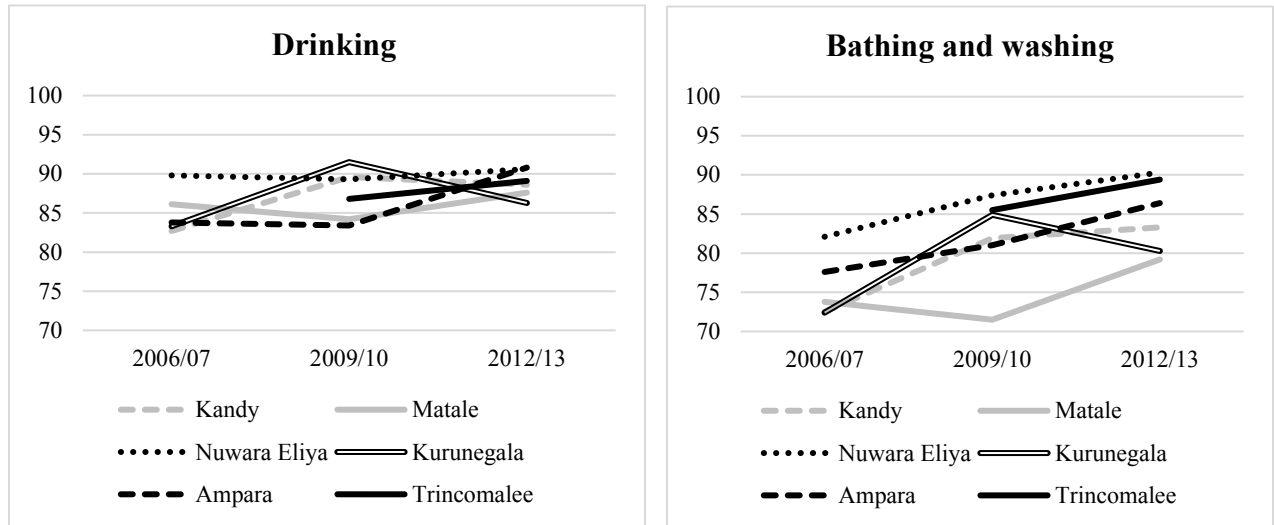 Drinking
100
95
90
85
80
75
70
2006/07 2009/10 2012/13
Kandy Matale
Nuwara Eliya Kurunegala
Ampara Trincomalee
Bathing and washing
100
95
90
85
80
75
70
2006/07 2009/10 2012/13
Kandy Matale
Nuwara Eliya Kurunegala
Ampara Trincomalee